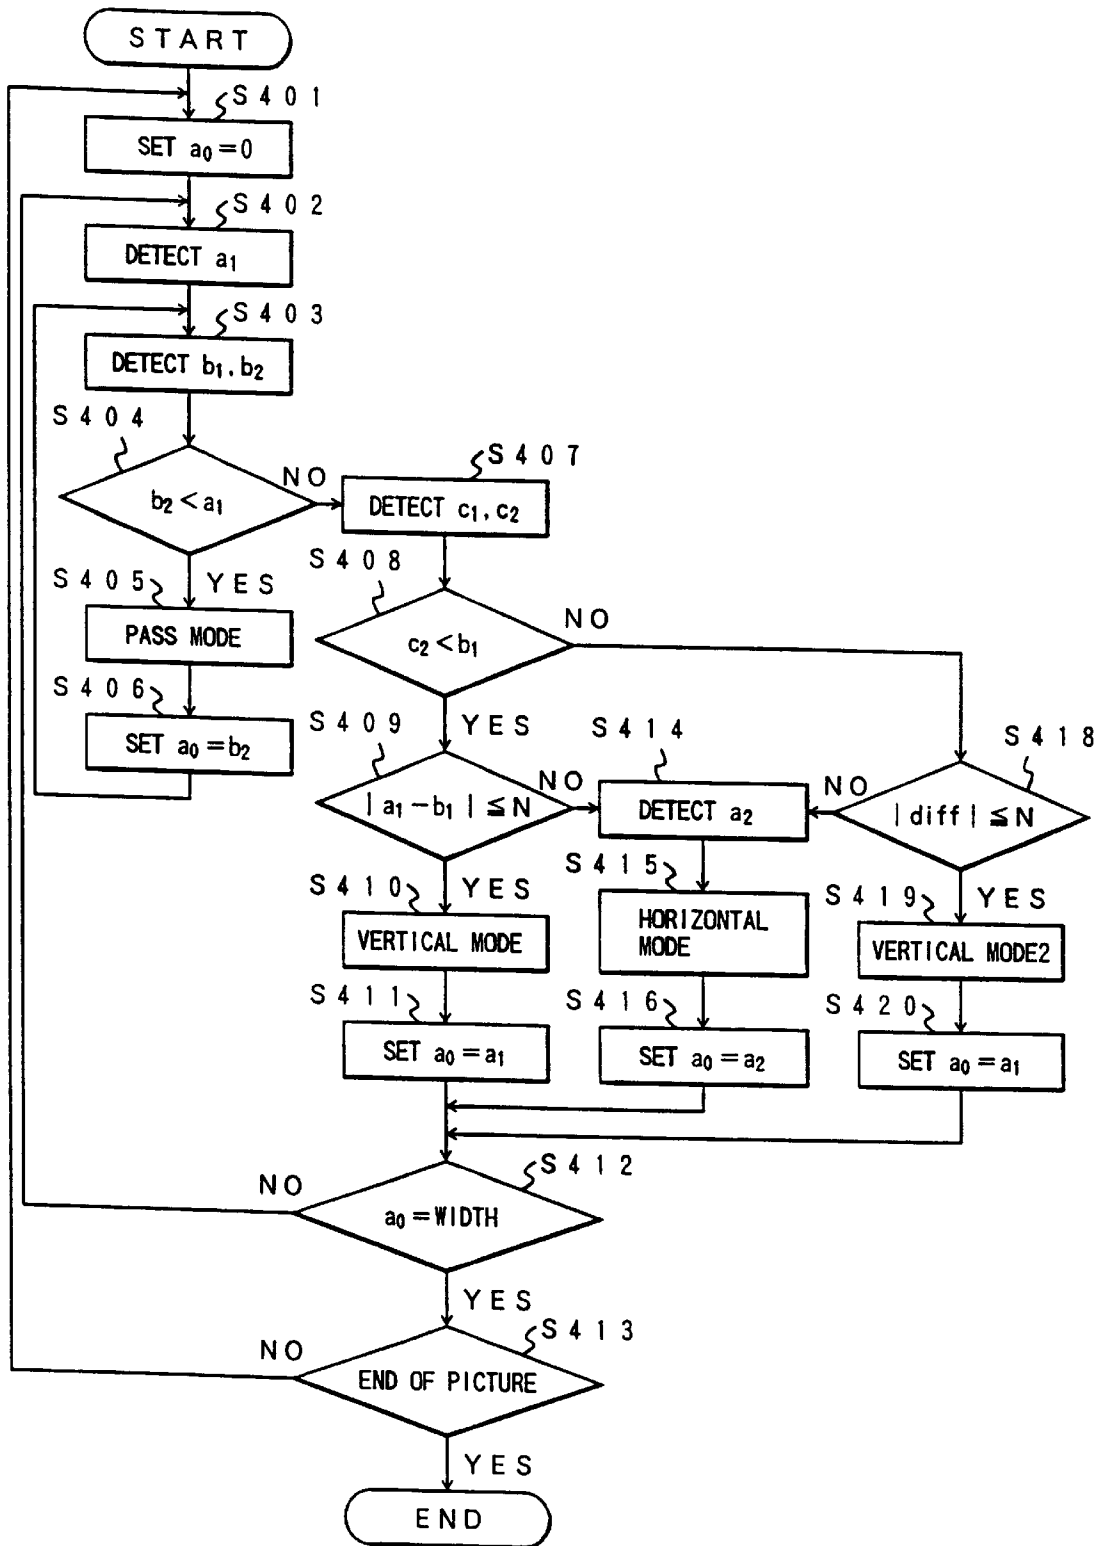 START
S401
SET a₀=0
S402
DETECT a₁
S403
DETECT b₁, b₂
S404
b₂<a₁
NO
YES
S405
PASS MODE
S406
SET a₀=b₂
S407
DETECT c₁, c₂
S408
c₂<b₁
NO
YES
S409
|a₁-b₁|≦N
NO
YES
S410
VERTICAL MODE
S411
SET a₀=a₁
S414
DETECT a₂
S415
HORIZONTAL
MODE
S416
SET a₀=a₂
S418
|diff|≦N
NO
YES
S419
VERTICAL MODE2
S420
SET a₀=a₁
S412
a₀=WIDTH
NO
YES
S413
END OF PICTURE
NO
YES
END